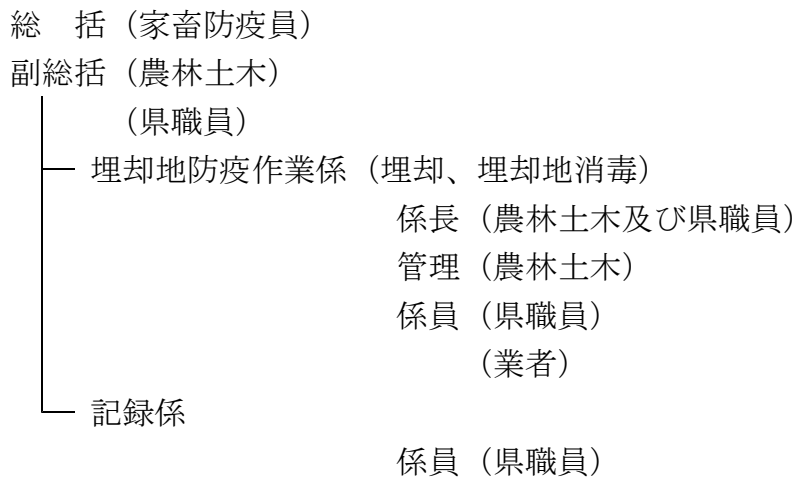 総　括（家畜防疫員）
副総括（農林土木）
（県職員）
埋却地防疫作業係（埋却、埋却地消毒）
係長（農林土木及び県職員）
管理（農林土木）
係員（県職員）
（業者）
記録係
係員（県職員）